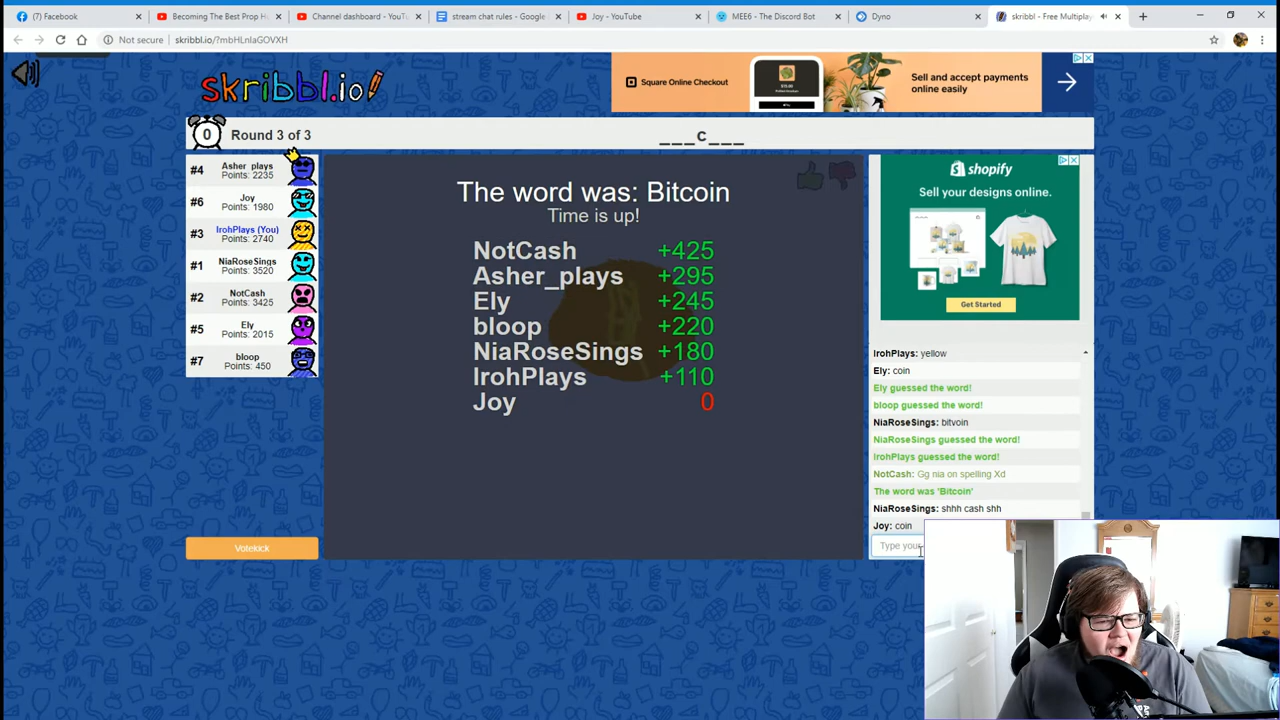 (7) Facebook
Becoming The Best Prop H
Channel dashboard - YouTu
stream chat rules - Google
Joy - YouTube
MEE6 - The Discord Bot
Dyno
skribbl - Free Multiplay
Not secure
skribbl.io/?mbHLnlaGOVXH
skribbl.io
Square Online Checkout
Sell and accept payments
online easily
0
Round 3 of 3
___c___
#4
Asher_plays
Points: 2235
#6
Joy
Points: 1980
#3
IrohPlays (You)
Points: 2740
#1
NiaRoseSings
Points: 3520
#2
NotCash
Points: 3425
#5
Ely
Points: 2015
#7
bloop
Points: 450
Votekick
The word was: Bitcoin
Time is up!
NotCash +425
Asher_plays +295
Ely +245
bloop +220
NiaRoseSings +180
IrohPlays +110
Joy 0
shopify
Sell your designs online.
Get Started
IrohPlays: yellow
Ely: coin
Ely guessed the word!
bloop guessed the word!
NiaRoseSings: bitvoin
NiaRoseSings guessed the word!
IrohPlays guessed the word!
NotCash: Gg nia on spelling Xd
The word was 'Bitcoin'
NiaRoseSings: shhh cash shh
Joy: coin
Type your